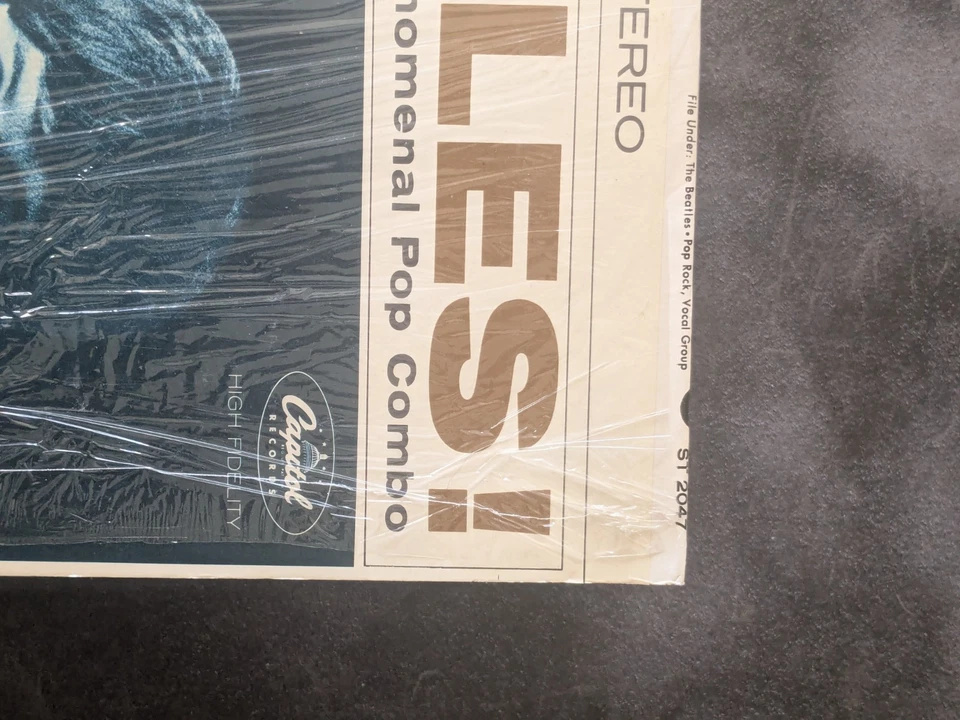 File Under: The Beatles • Pop Rock, Vocal Group ST 2047
TEREO
LES!
nomenal Pop Combo
Capitol
RECORDS
HIGH FIDELITY